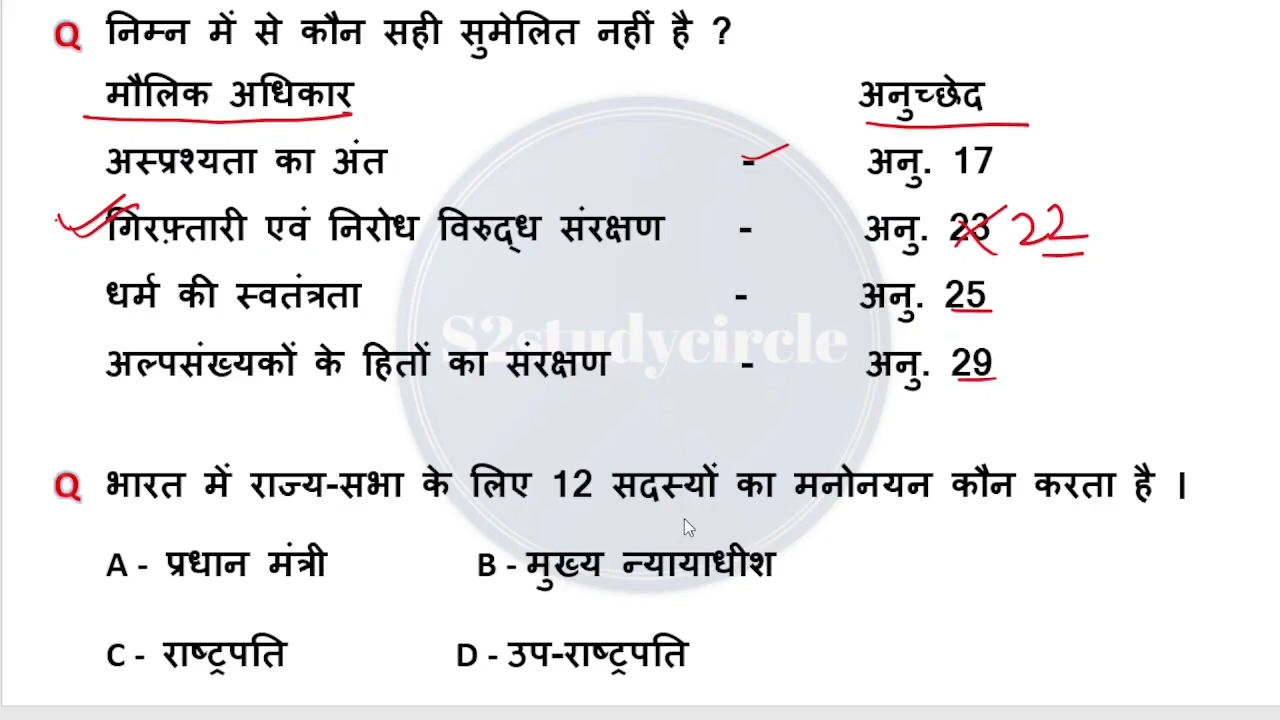 Q निम्न में से कौन सही सुमेलित नहीं है ?
मौलिक अधिकार अनुच्छेद
अस्प्रश्यता का अंत - अनु. 17
गिरफ़्तारी एवं निरोध विरुद्ध संरक्षण - अनु. 23 22
धर्म की स्वतंत्रता - अनु. 25
अल्पसंख्यकों के हितों का संरक्षण - अनु. 29
S2studycircle
Q भारत में राज्य-सभा के लिए 12 सदस्यों का मनोनयन कौन करता है ।
A - प्रधान मंत्री B - मुख्य न्यायाधीश
C - राष्ट्रपति D - उप-राष्ट्रपति